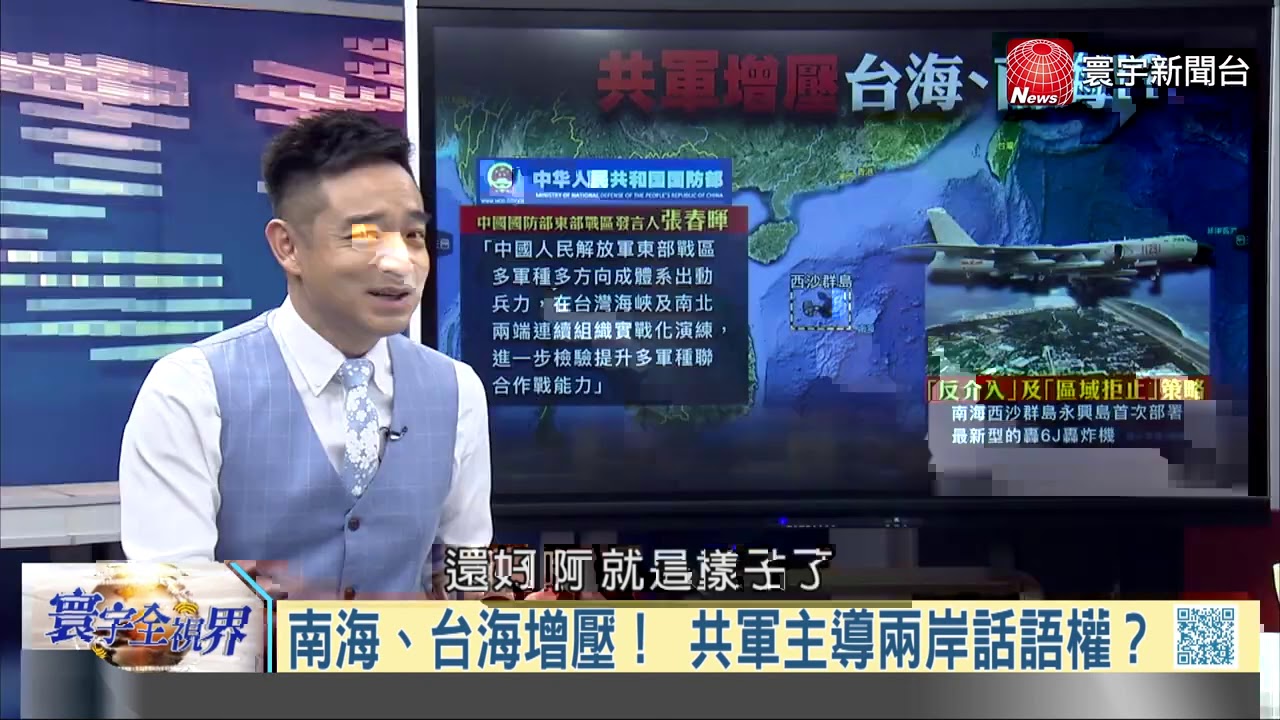 共軍增壓台海、
寰宇新聞台
News
台灣
中华人民共和国国防部
MINISTRY OF NATIONAL DEFENSE OF THE PEOPLE'S REPUBLIC OF CHINA
中國國防部東部戰區發言人張春暉
「中國人民解放軍東部戰區
多軍種多方向成體系出動
兵力，在台灣海峽及南北
兩端連續組織實戰化演練，
進一步檢驗提升多軍種聯
合作戰能力」
西沙群島
「反介入」及「區域拒止」策略
南海西沙群島永興島首次部署
最新型的轟6J轟炸機
還好阿就是樣子了
寰宇全視界
南海、台海增壓！ 共軍主導兩岸話語權？